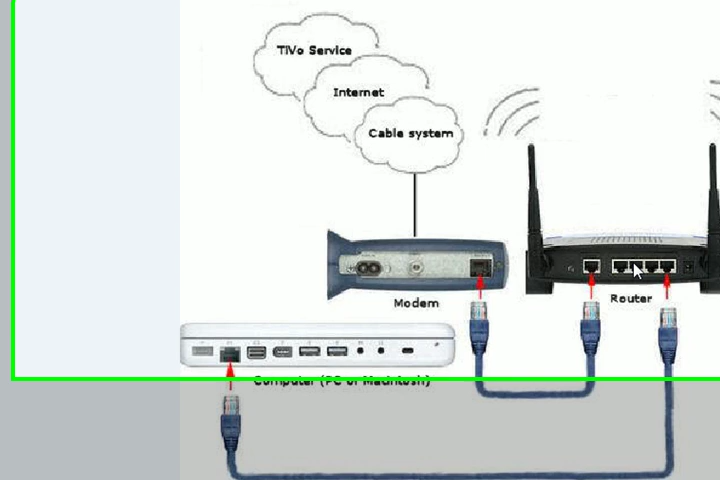 TiVo Service
Internet
Cable system
Modem
Router
Computer (PC or Macintosh)